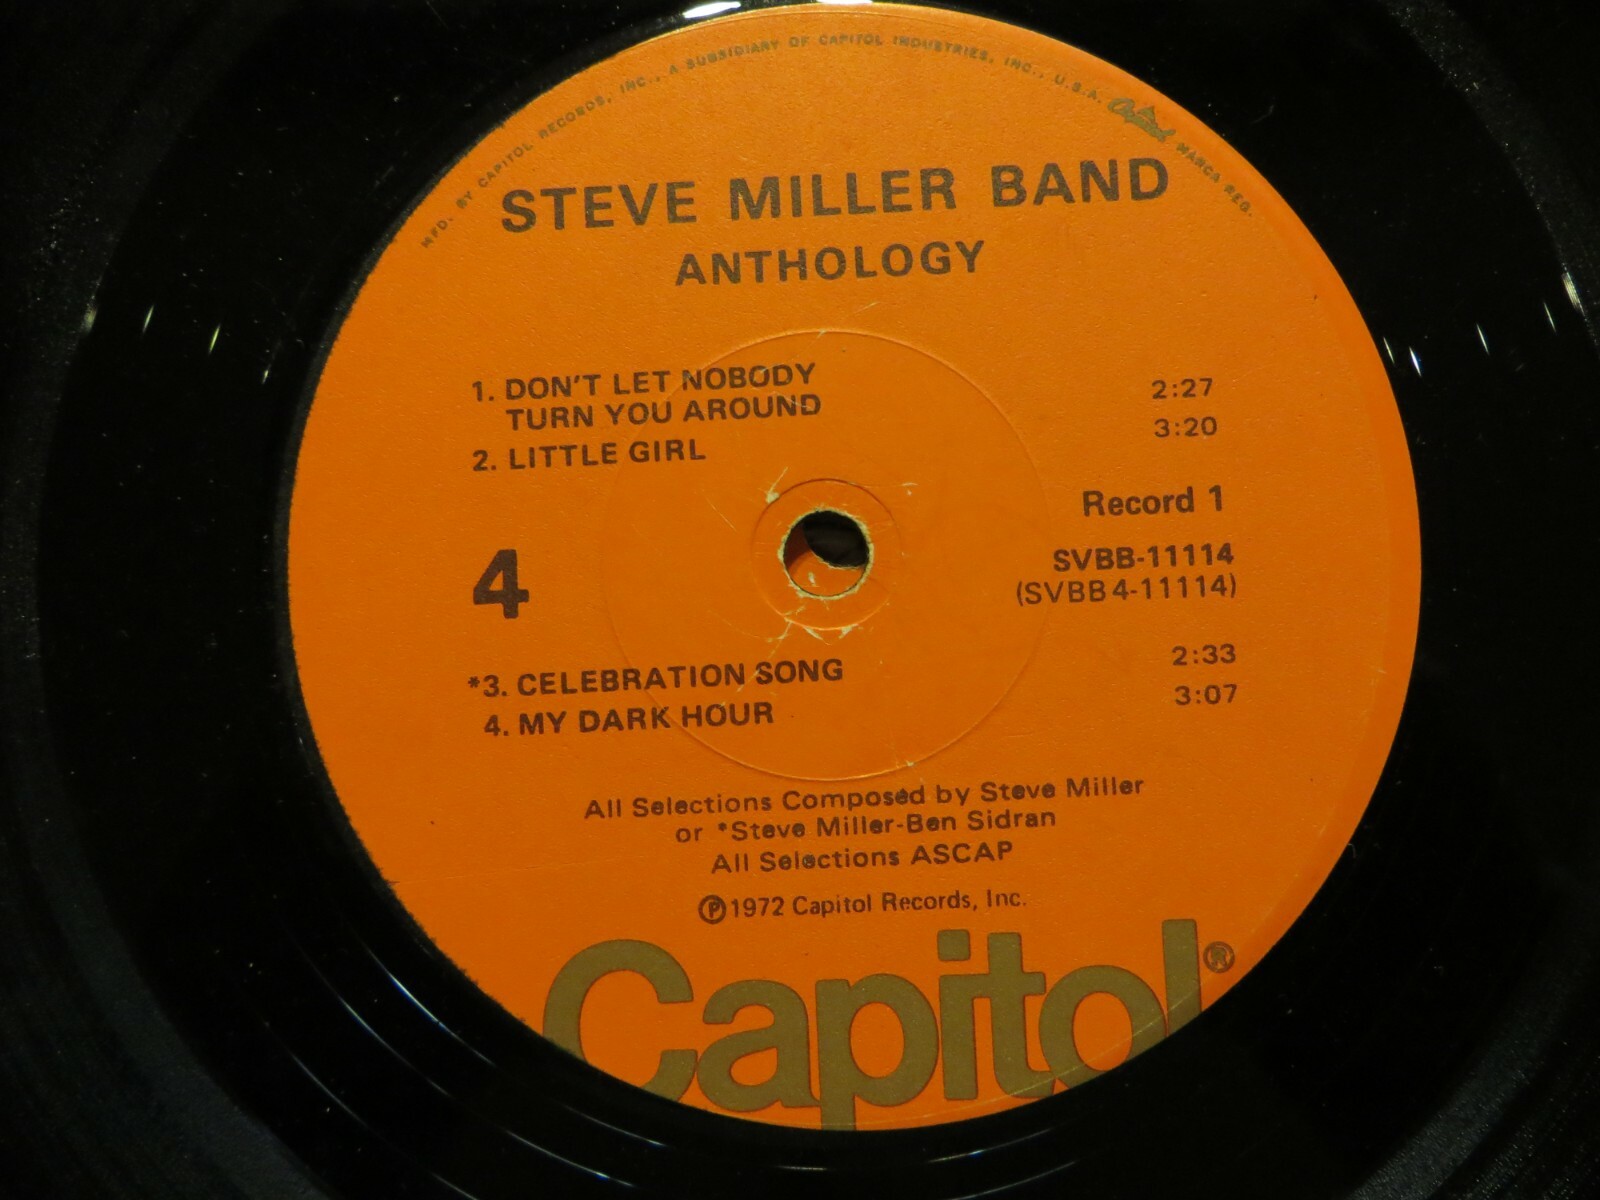 MFD. BY CAPITOL RECORDS, INC., A SUBSIDIARY OF CAPITOL INDUSTRIES, INC., U.S.A. Capitol MARCA REG.
STEVE MILLER BAND
ANTHOLOGY
1. DON'T LET NOBODY
TURN YOU AROUND 2:27
2. LITTLE GIRL 3:20
Record 1
4
SVBB-11114
(SVBB4-11114)
*3. CELEBRATION SONG 2:33
4. MY DARK HOUR 3:07
All Selections Composed by Steve Miller
or *Steve Miller-Ben Sidran
All Selections ASCAP
℗1972 Capitol Records, Inc.
Capitol®